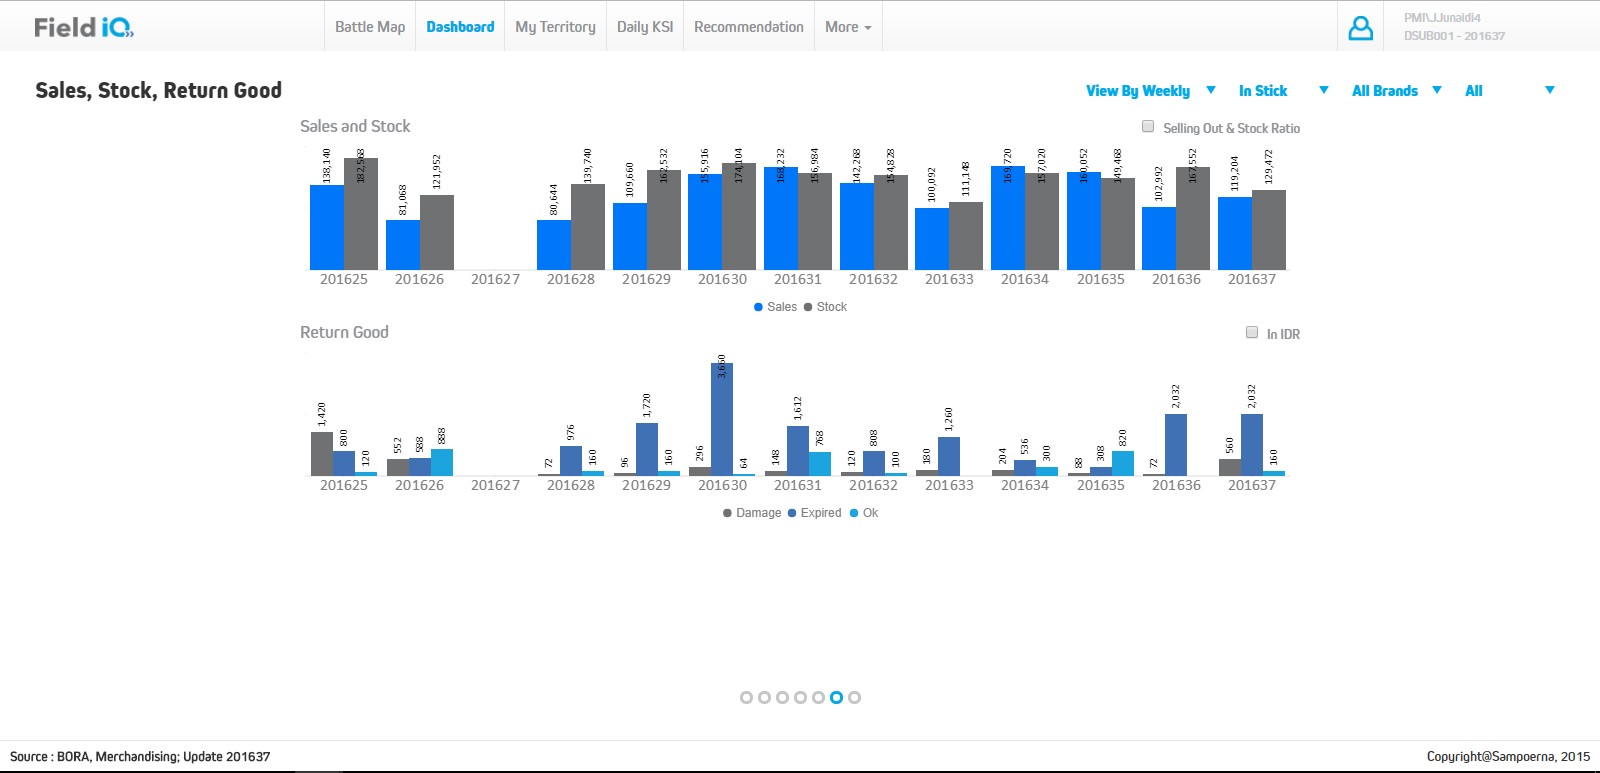 Field iQ
Battle Map
Dashboard
My Territory
Daily KSI
Recommendation
More
PMI\JJunaidi4
DSUB001 - 201637
Sales, Stock, Return Good
View By Weekly
In Stick
All Brands
All
Sales and Stock
Selling Out & Stock Ratio
138,140 182,568 81,068 121,952 80,644 139,740 109,660 162,532 155,916 174,104 168,232 156,984 142,268 154,828 100,092 111,148 169,720 157,020 160,052 149,468 102,992 167,552 119,204 129,472
201625 201626 201627 201628 201629 201630 201631 201632 201633 201634 201635 201636 201637
Sales Stock
Return Good
In IDR
1,420 800 120 552 588 888 72 976 160 96 1,720 160 296 3,660 64 148 1,612 768 120 808 100 180 1,260 204 536 300 88 308 820 72 2,032 560 2,032 160
201625 201626 201627 201628 201629 201630 201631 201632 201633 201634 201635 201636 201637
Damage Expired Ok
Source : BORA, Merchandising; Update 201637
Copyright@Sampoerna, 2015